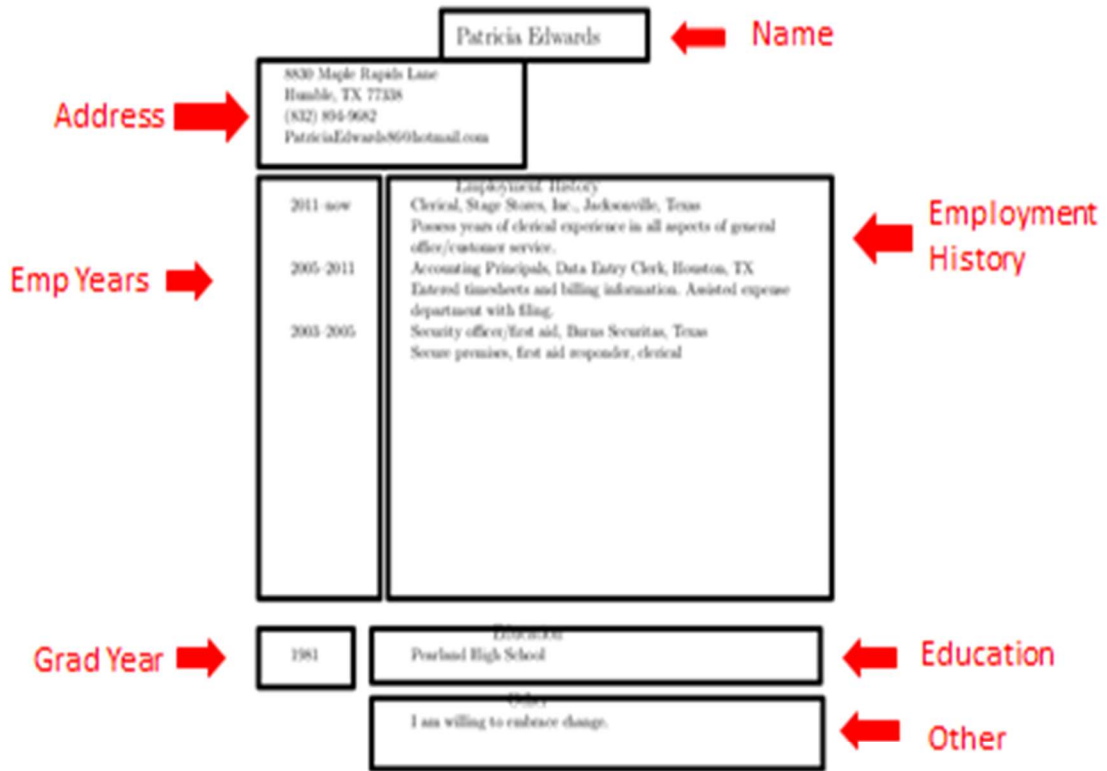 Patricia Edwards
Name
8830 Maple Rapids Lane
Humble, TX 77338
(832) 894-9682
PatriciaEdwards86@hotmail.com
Address
Employment History
2011-now Clerical, Stage Stores, Inc., Jacksonville, Texas
Possess years of clerical experience in all aspects of general
office/customer service.
2005-2011 Accounting Principals, Data Entry Clerk, Houston, TX
Entered timesheets and billing information. Assisted expense
department with filing.
2003-2005 Security officer/first aid, Burns Securitas, Texas
Secure premises, first aid responder, clerical
Emp Years
Employment
History
Education
1981 Pearland High School
Grad Year
Education
Other
I am willing to embrace change.
Other